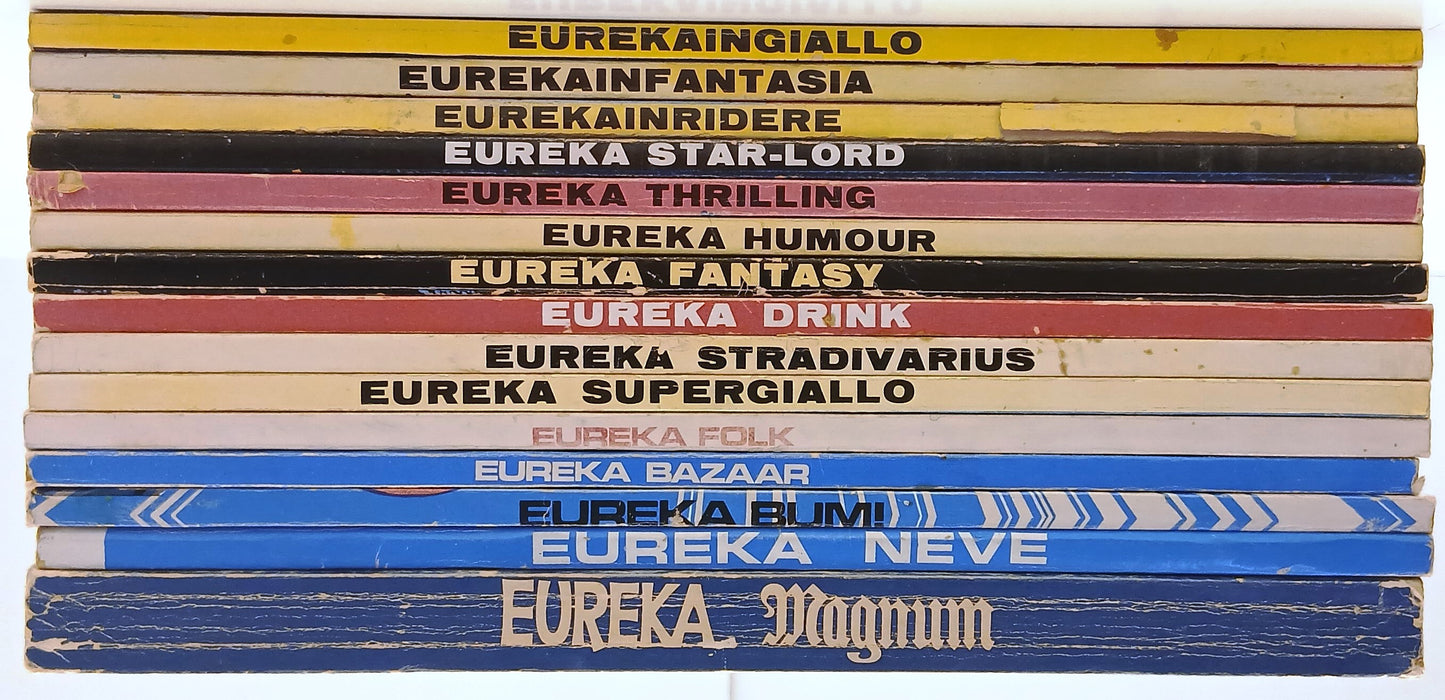 EUREKAINGIALLO
EUREKAINFANTASIA
EUREKAINRIDERE
EUREKA STAR-LORD
EUREKA THRILLING
EUREKA HUMOUR
EUREKA FANTASY
EUREKA DRINK
EUREKA STRADIVARIUS
EUREKA SUPERGIALLO
EUREKA FOLK
EUREKA BAZAAR
EUREKA BUM!
EUREKA NEVE
EUREKA Magnum